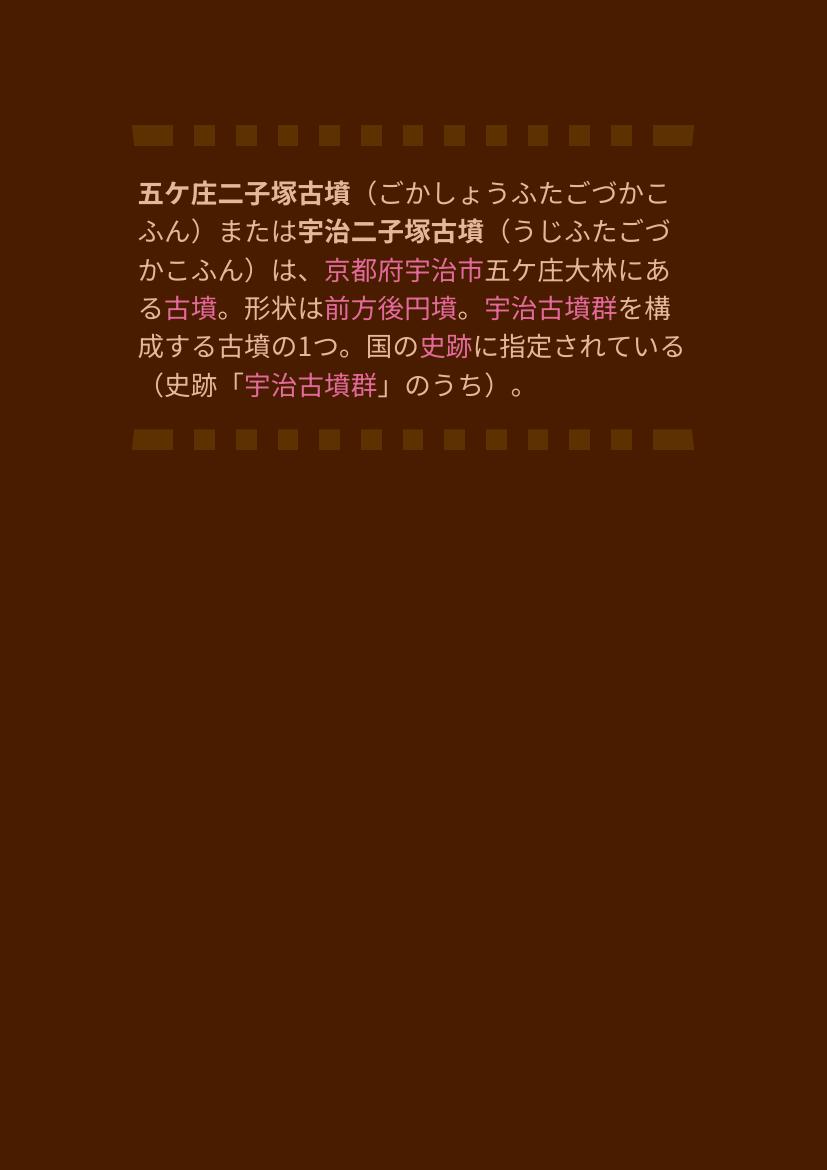 五ケ庄二子塚古墳（ごかしょうふたごづかこ
ふん）または宇治二子塚古墳（うじふたごづ
かこふん）は、京都府宇治市五ケ庄大林にあ
る古墳。形状は前方後円墳。宇治古墳群を構
成する古墳の1つ。国の史跡に指定されている
（史跡「宇治古墳群」のうち）。